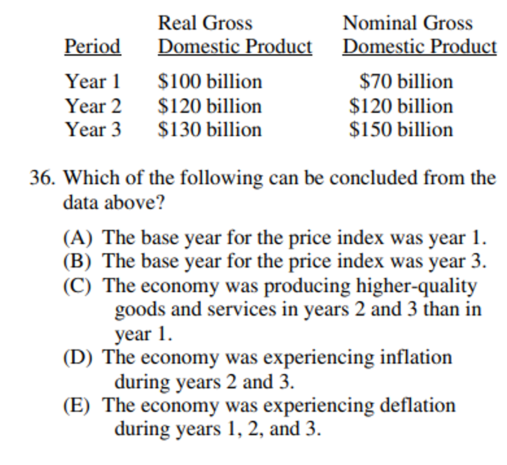 Real Gross Nominal Gross
Period Domestic Product Domestic Product
Year 1 $100 billion $70 billion
Year 2 $120 billion $120 billion
Year 3 $130 billion $150 billion
36. Which of the following can be concluded from the
data above?
(A) The base year for the price index was year 1.
(B) The base year for the price index was year 3.
(C) The economy was producing higher-quality
goods and services in years 2 and 3 than in
year 1.
(D) The economy was experiencing inflation
during years 2 and 3.
(E) The economy was experiencing deflation
during years 1, 2, and 3.